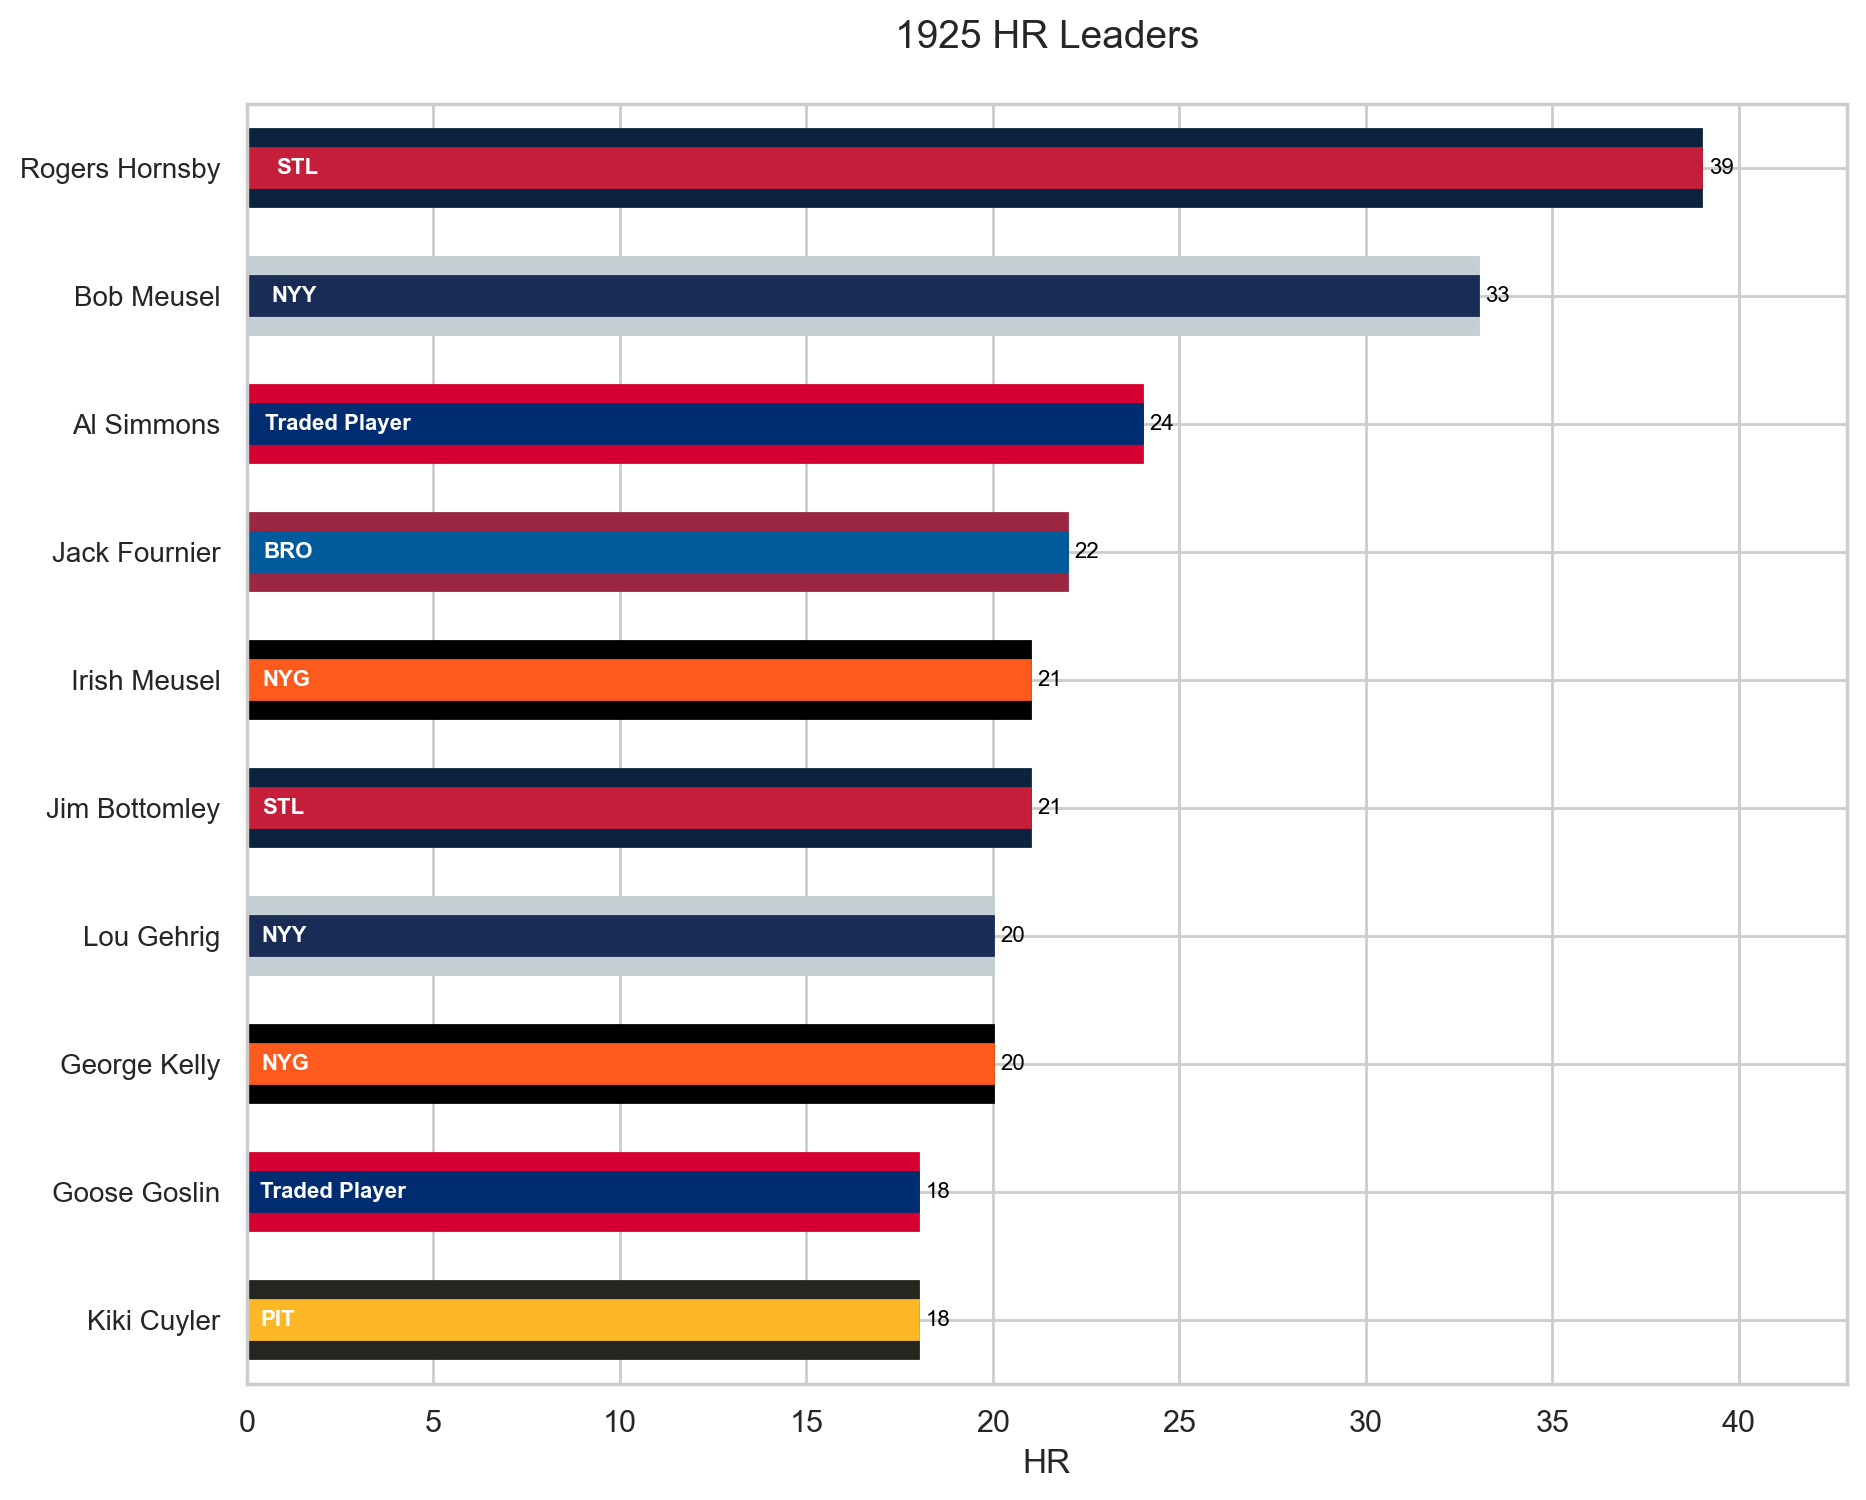 1925 HR Leaders
Rogers Hornsby STL 39
Bob Meusel NYY 33
Al Simmons Traded Player 24
Jack Fournier BRO 22
Irish Meusel NYG 21
Jim Bottomley STL 21
Lou Gehrig NYY 20
George Kelly NYG 20
Goose Goslin Traded Player 18
Kiki Cuyler PIT 18
0 5 10 15 20 25 30 35 40
HR